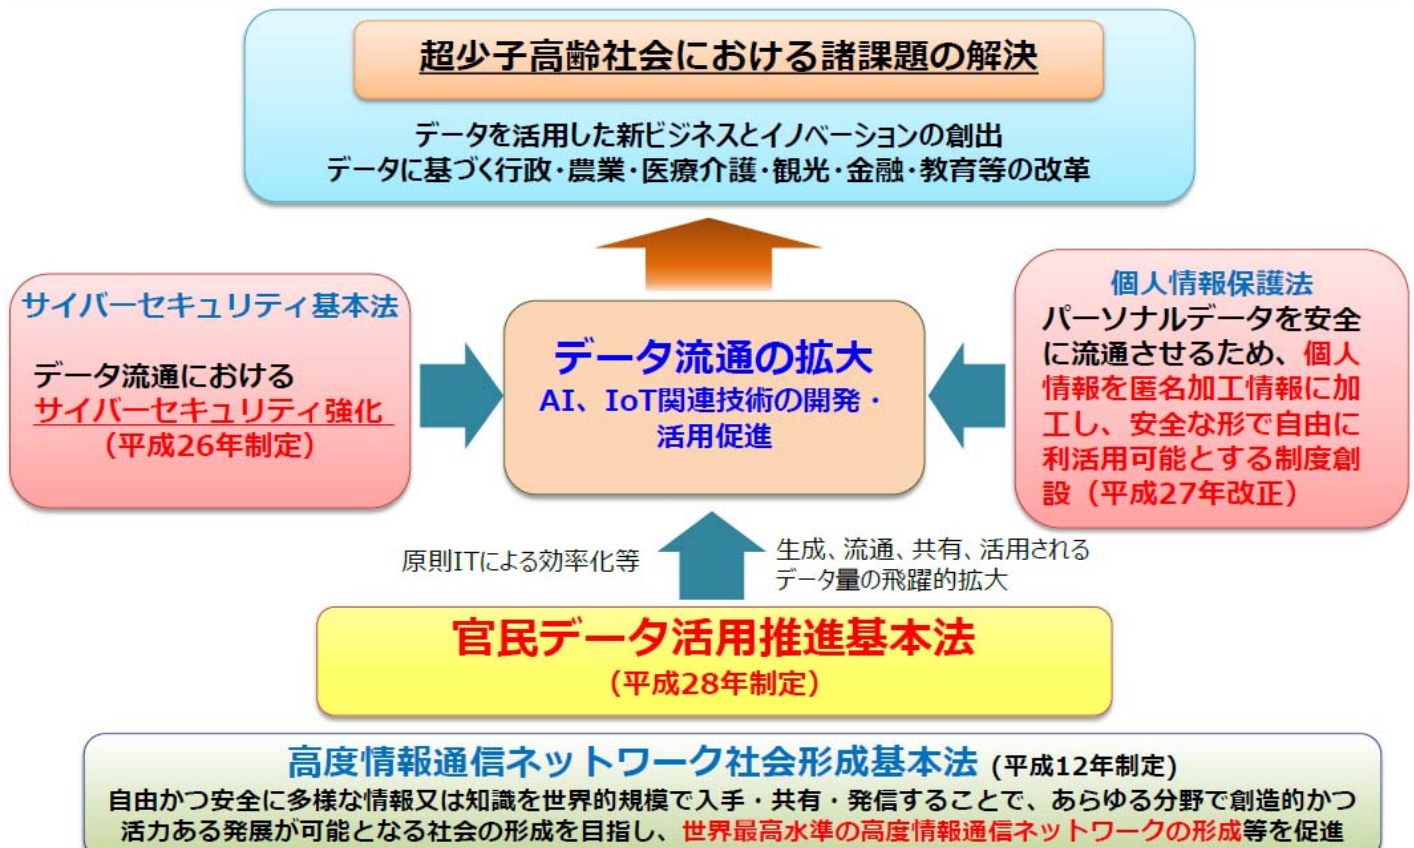 超少子高齢社会における諸課題の解決
データを活用した新ビジネスとイノベーションの創出
データに基づく行政・農業・医療介護・観光・金融・教育等の改革
サイバーセキュリティ基本法
データ流通における
サイバーセキュリティ強化
（平成26年制定）
データ流通の拡大
AI、IoT関連技術の開発・
活用促進
個人情報保護法
パーソナルデータを安全
に流通させるため、個人
情報を匿名加工情報に加
工し、安全な形で自由に
利活用可能とする制度創
設（平成27年改正）
原則ITによる効率化等
生成、流通、共有、活用される
データ量の飛躍的拡大
官民データ活用推進基本法
（平成28年制定）
高度情報通信ネットワーク社会形成基本法 (平成12年制定)
自由かつ安全に多様な情報又は知識を世界的規模で入手・共有・発信することで、あらゆる分野で創造的かつ
活力ある発展が可能となる社会の形成を目指し、世界最高水準の高度情報通信ネットワークの形成等を促進